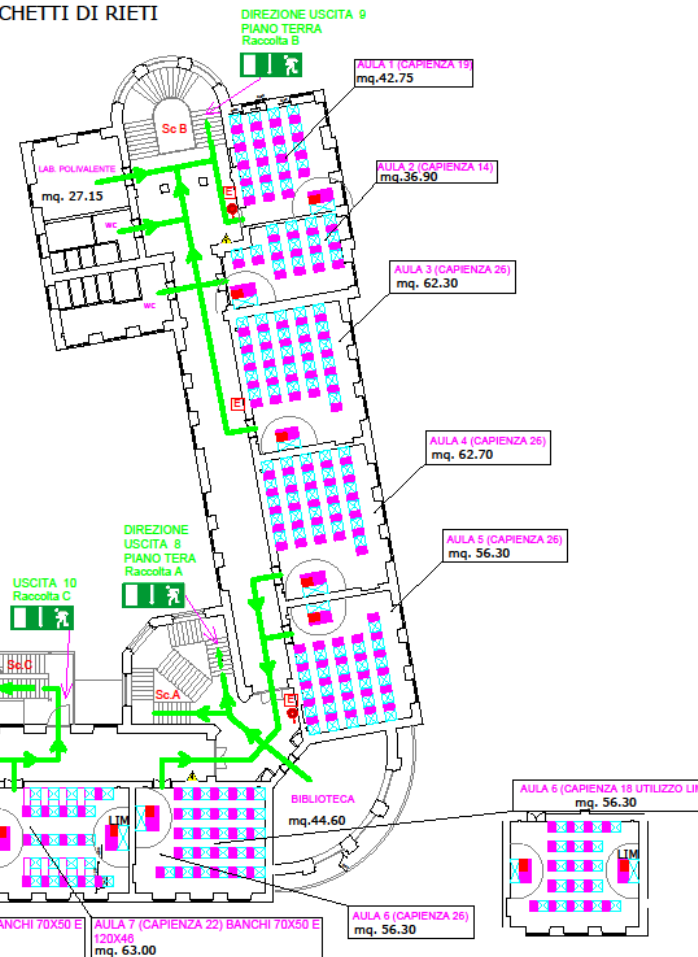 CHETTI DI RIETI
DIREZIONE USCITA 9
PIANO TERRA
Raccolta B
AULA 1 (CAPIENZA 19)
mq.42.75
Sc B
LAB. POLIVALENTE
mq. 27.15
AULA 2 (CAPIENZA 14)
mq.36.90
E
WC
AULA 3 (CAPIENZA 26)
mq. 62.30
WC
E
AULA 4 (CAPIENZA 26)
mq. 62.70
DIREZIONE
USCITA 8
PIANO TERA
Raccolta A
AULA 5 (CAPIENZA 26)
mq. 56.30
USCITA 10
Raccolta C
Sc.C
Sc.A
E
BIBLIOTECA
mq.44.60
AULA 6 (CAPIENZA 18 UTILIZZO LIM
mq. 56.30
LIM
LIM
AULA 6 (CAPIENZA 26)
mq. 56.30
ANCHI 70X50 E
AULA 7 (CAPIENZA 22) BANCHI 70X50 E
120X46
mq. 63.00